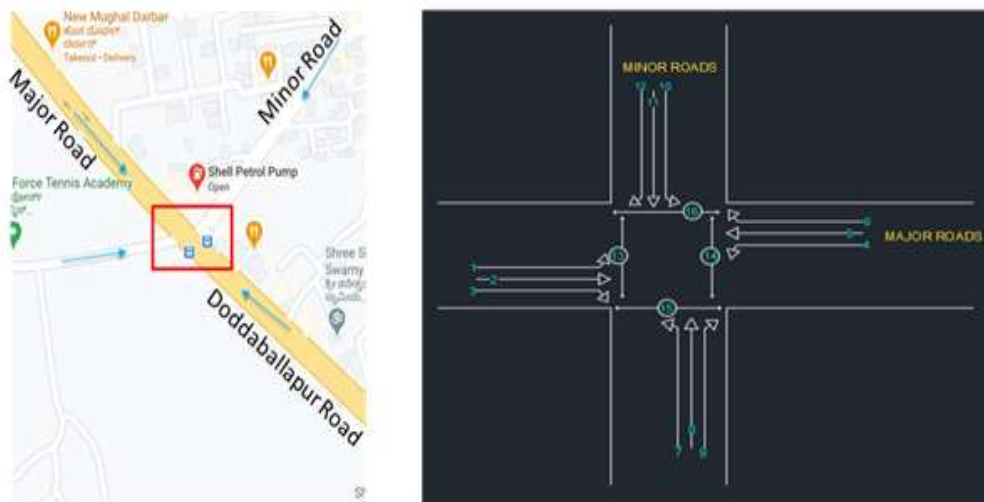 New Mughal Darbar
Takeout • Delivery
Major Road
Minor Road
Shell Petrol Pump
Open
Force Tennis Academy
Shree S
Swamy
Doddaballapur Road
Sh
MINOR ROADS
12
11
10
16
6
5
4
MAJOR ROADS
13
14
1
2
3
15
7
8
9